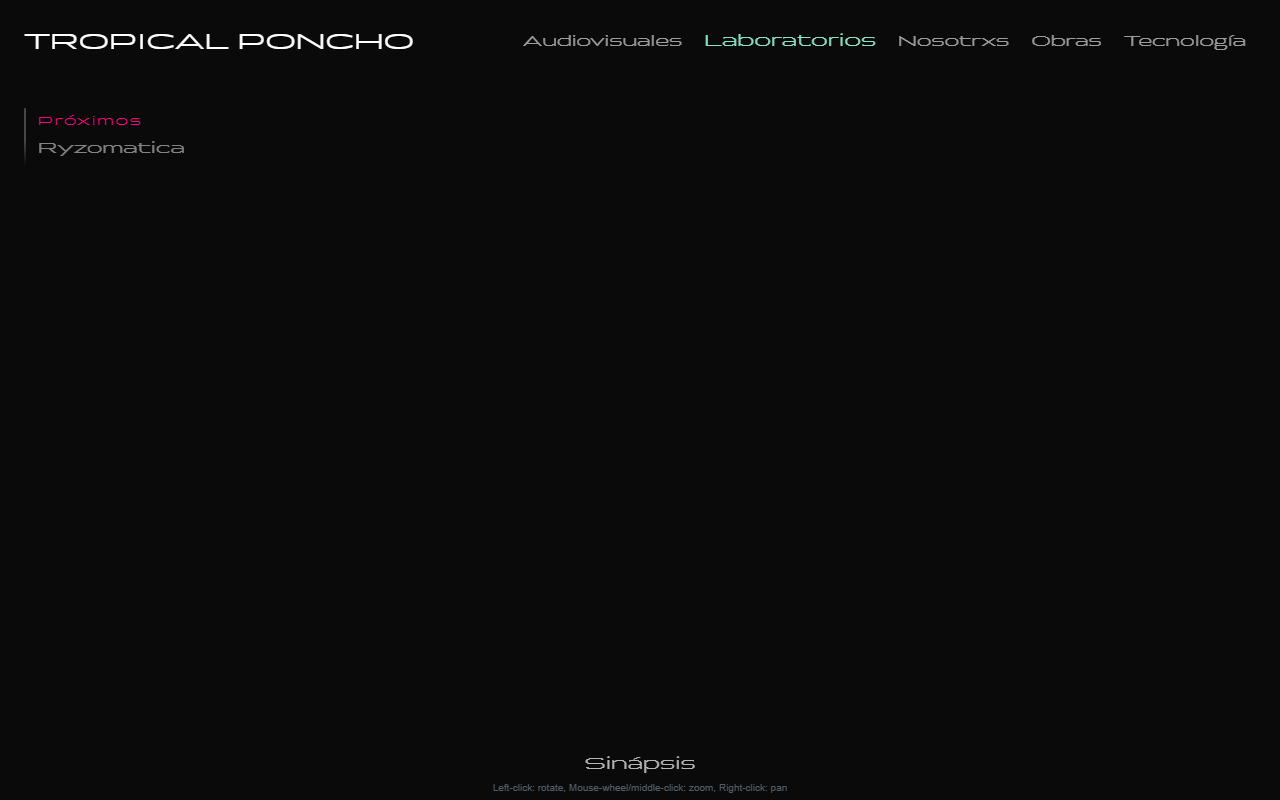 TROPICAL PONCHO
Audiovisuales Laboratorios Nosotrxs Obras Tecnología
Próximos
Ryzomatica
Sinápsis
Left-click: rotate, Mouse-wheel/middle-click: zoom, Right-click: pan